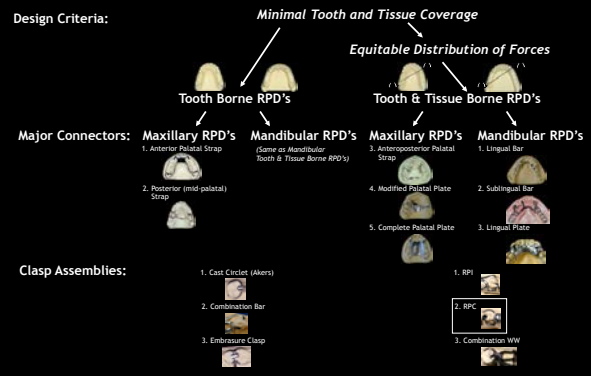 Design Criteria:
Minimal Tooth and Tissue Coverage
Equitable Distribution of Forces
Tooth Borne RPD's
Tooth & Tissue Borne RPD's
Major Connectors:
Maxillary RPD's
1. Anterior Palatal Strap
2. Posterior (mid-palatal)
Strap
Mandibular RPD's
(Same as Mandibular
Tooth & Tissue Borne RPD's)
Maxillary RPD's
3. Anteroposterior Palatal
Strap
4. Modified Palatal Plate
5. Complete Palatal Plate
Mandibular RPD's
1. Lingual Bar
2. Sublingual Bar
3. Lingual Plate
Clasp Assemblies:
1. Cast Circlet (Akers)
2. Combination Bar
3. Embrasure Clasp
1. RPI
2. RPC
3. Combination WW